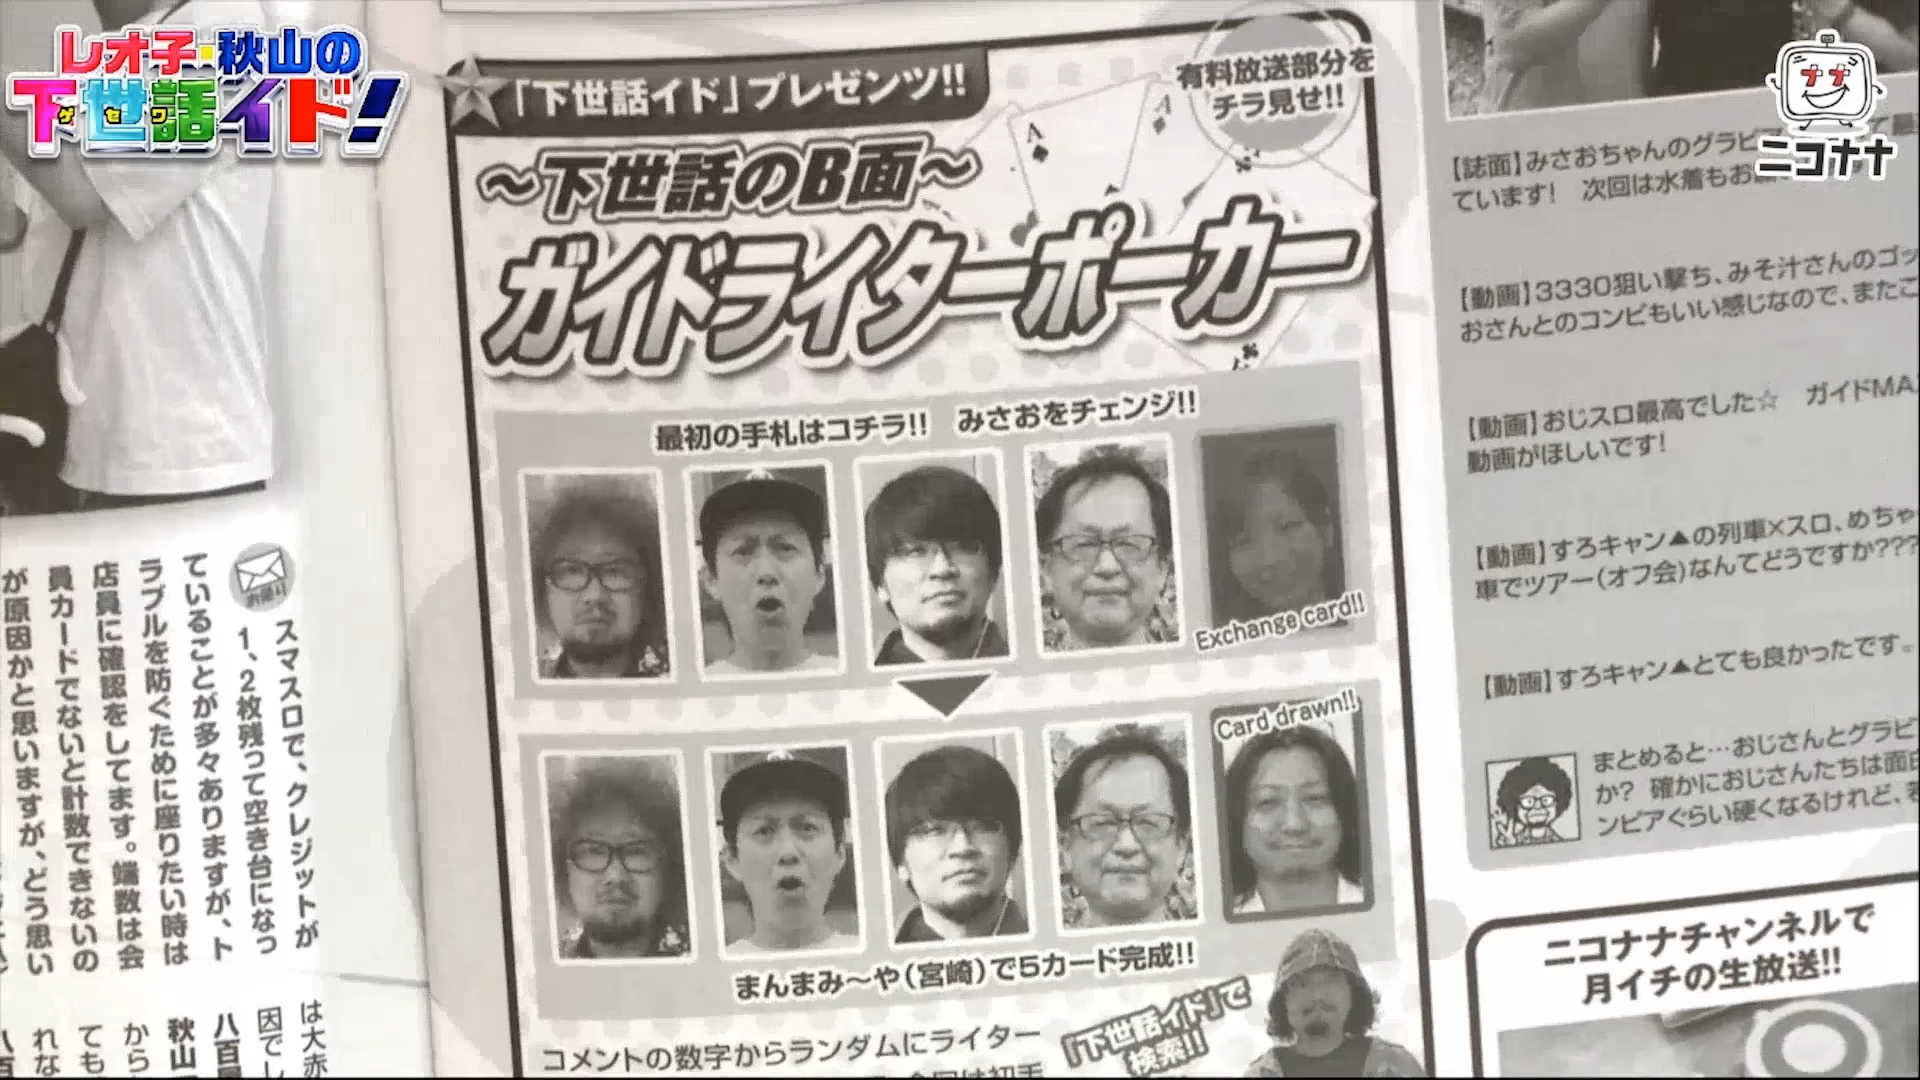 レオ子・秋山の
下世話イド!
ゲセワ
ニコナナ
「下世話イド」プレゼンツ!!
有料放送部分を
チラ見せ!!
～下世話のB面～
ガイドライターポーカー
最初の手札はコチラ!! みさおをチェンジ!!
Exchange card!!
Card drawn!!
まんまみ～や(宮崎)で5カード完成!!
コメントの数字からランダムにライター
「下世話イド」で
検索!!
【誌面】みさおちゃんのグラビ
ています! 次回は水着もお
【動画】3330狙い撃ち、みそ汁さんのゴッ
おさんとのコンビもいい感じなので、またこ
【動画】おじスロ最高でした☆ ガイドMA
動画がほしいです!
【動画】すろキャン▲の列車×スロ、めちゃ
車でツアー(オフ会)なんてどうですか???
【動画】すろキャン▲とても良かったです。
まとめると…おじさんとグラビ
か? 確かにおじさんたちは面白
ンビアぐらい硬くなるけれど、
ニコナナチャンネルで
月イチの生放送!!
お便り
スマスロで、クレジットが
1、2枚残って空き台になっ
ていることが多々ありますが、ト
ラブルを防ぐために座りたい時は
店員に確認をしてます。端数は会
員カードでないと計数できないの
が原因かと思いますが、どう思い
は大赤
因でし
八百屋
秋山
から
ても
れな